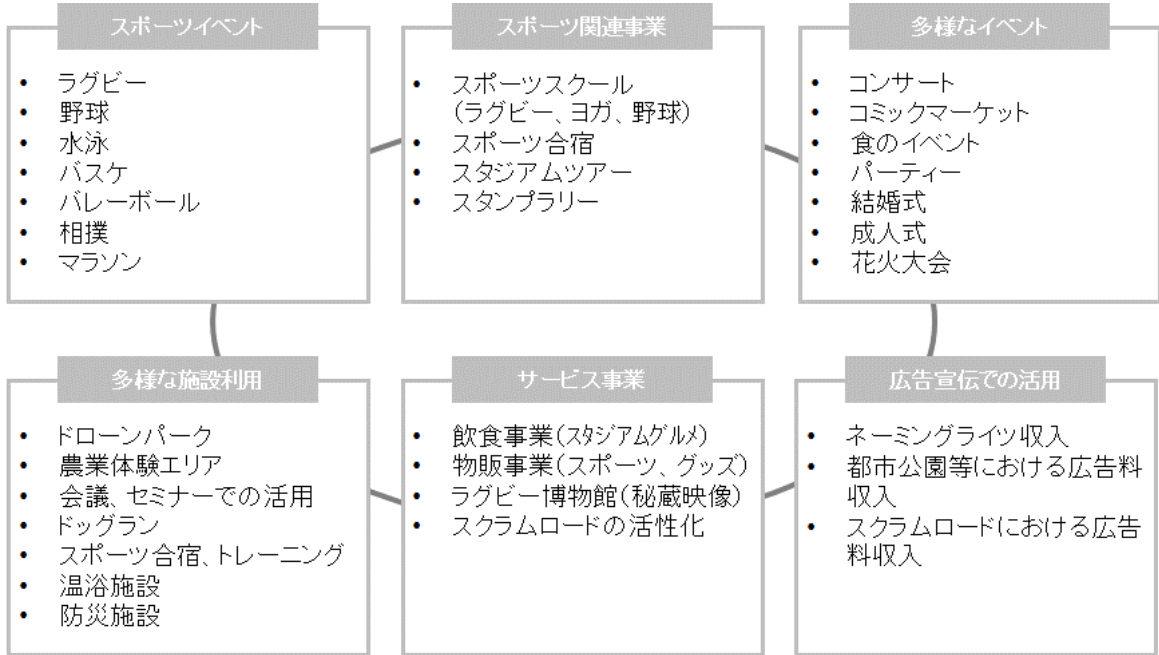 スポーツイベント
• ラグビー
• 野球
• 水泳
• バスケ
• バレーボール
• 相撲
• マラソン
スポーツ関連事業
• スポーツスクール
(ラグビー、ヨガ、野球)
• スポーツ合宿
• スタジアムツアー
• スタンプラリー
多様なイベント
• コンサート
• コミックマーケット
• 食のイベント
• パーティー
• 結婚式
• 成人式
• 花火大会
多様な施設利用
• ドローンパーク
• 農業体験エリア
• 会議、セミナーでの活用
• ドッグラン
• スポーツ合宿、トレーニング
• 温浴施設
• 防災施設
サービス事業
• 飲食事業(スタジアムグルメ)
• 物販事業(スポーツ、グッズ)
• ラグビー博物館(秘蔵映像)
• スクラムロードの活性化
広告宣伝での活用
• ネーミングライツ収入
• 都市公園等における広告料
収入
• スクラムロードにおける広告
料収入